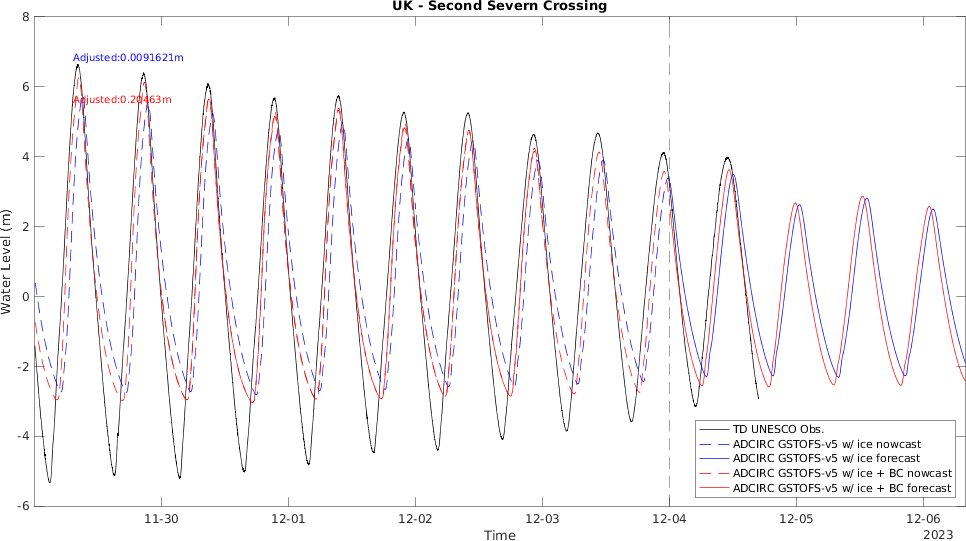 UK - Second Severn Crossing
8
6
4
2
0
-2
-4
-6
Water Level (m)
Adjusted:0.0091621m
Adjusted:0.20463m
TD UNESCO Obs.
ADCIRC GSTOFS-v5 w/ ice nowcast
ADCIRC GSTOFS-v5 w/ ice forecast
ADCIRC GSTOFS-v5 w/ ice + BC nowcast
ADCIRC GSTOFS-v5 w/ ice + BC forecast
11-30 12-01 12-02 12-03 12-04 12-05 12-06
2023
Time